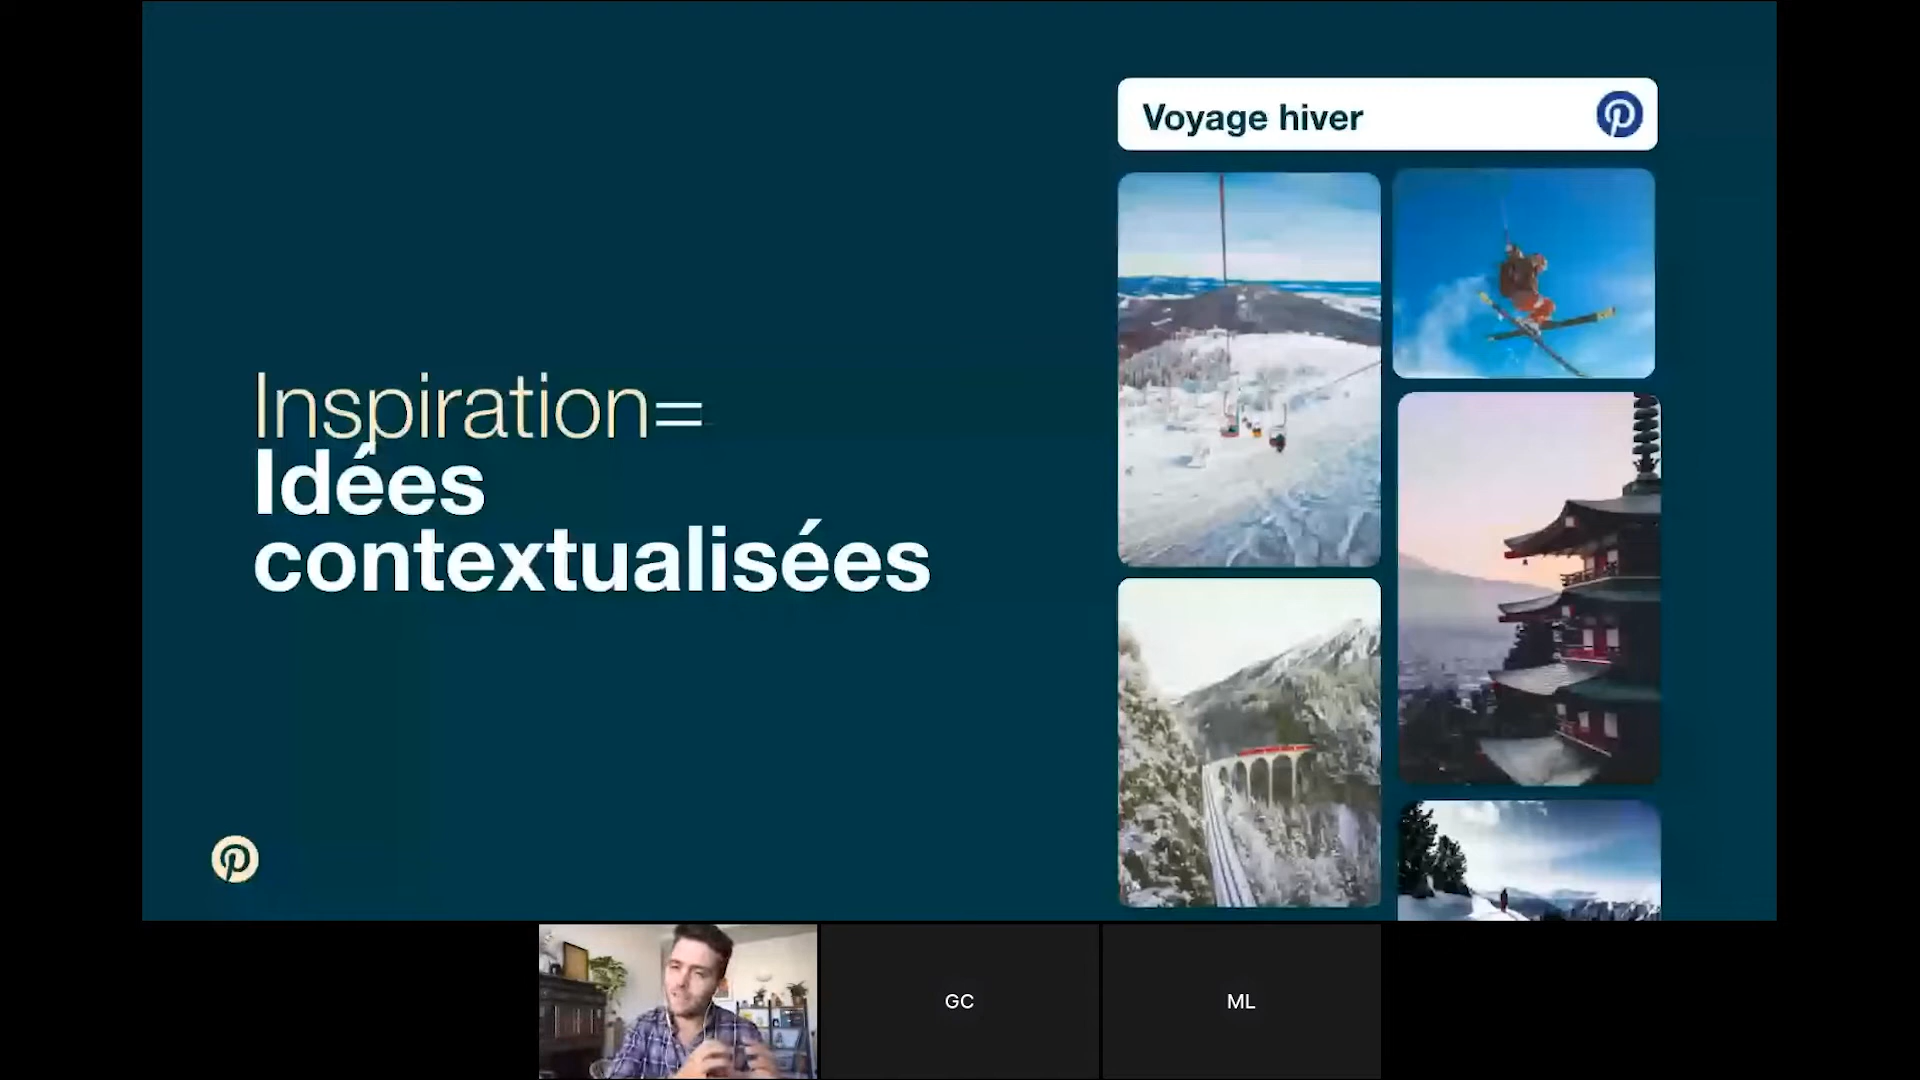 Voyage hiver
Inspiration=
Idées
contextualisées
GC
ML